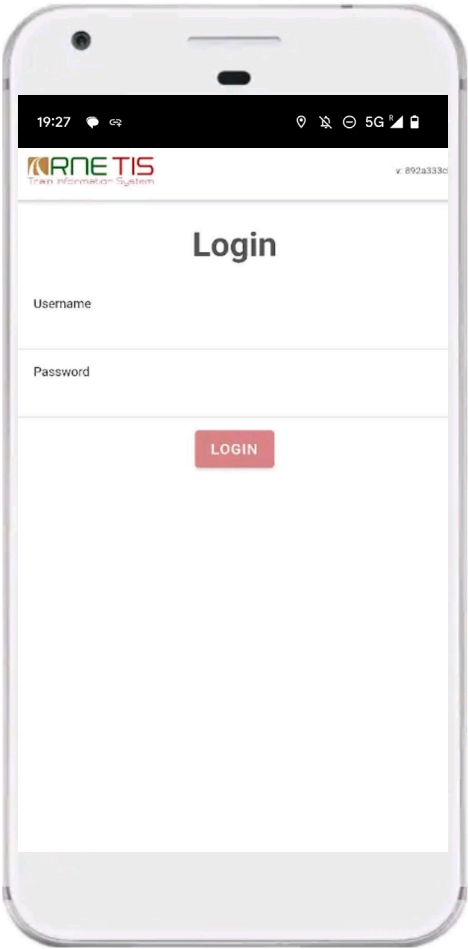 19:27
5G R
RNE TIS
Train Information System
v: 892a333c
Login
Username
Password
LOGIN